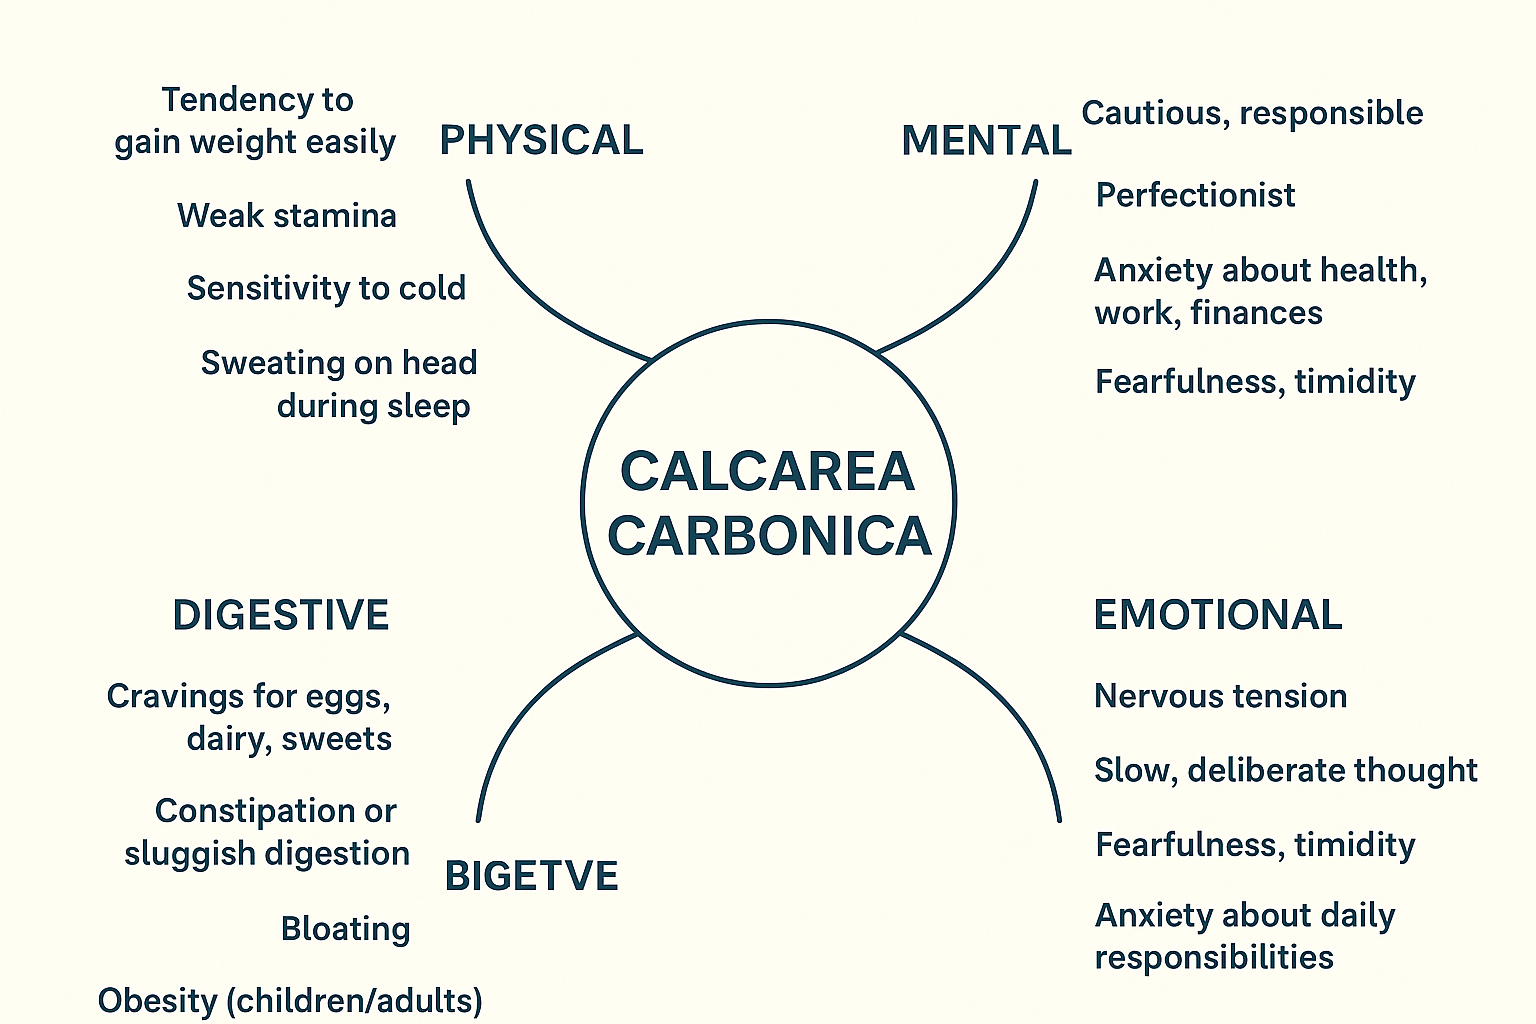 PHYSICAL
Tendency to
gain weight easily
Weak stamina
Sensitivity to cold
Sweating on head
during sleep
MENTAL
Cautious, responsible
Perfectionist
Anxiety about health,
work, finances
Fearfulness, timidity
CALCAREA
CARBONICA
DIGESTIVE
Cravings for eggs,
dairy, sweets
Constipation or
sluggish digestion
BIGETVE
Bloating
Obesity (children/adults)
EMOTIONAL
Nervous tension
Slow, deliberate thought
Fearfulness, timidity
Anxiety about daily
responsibilities